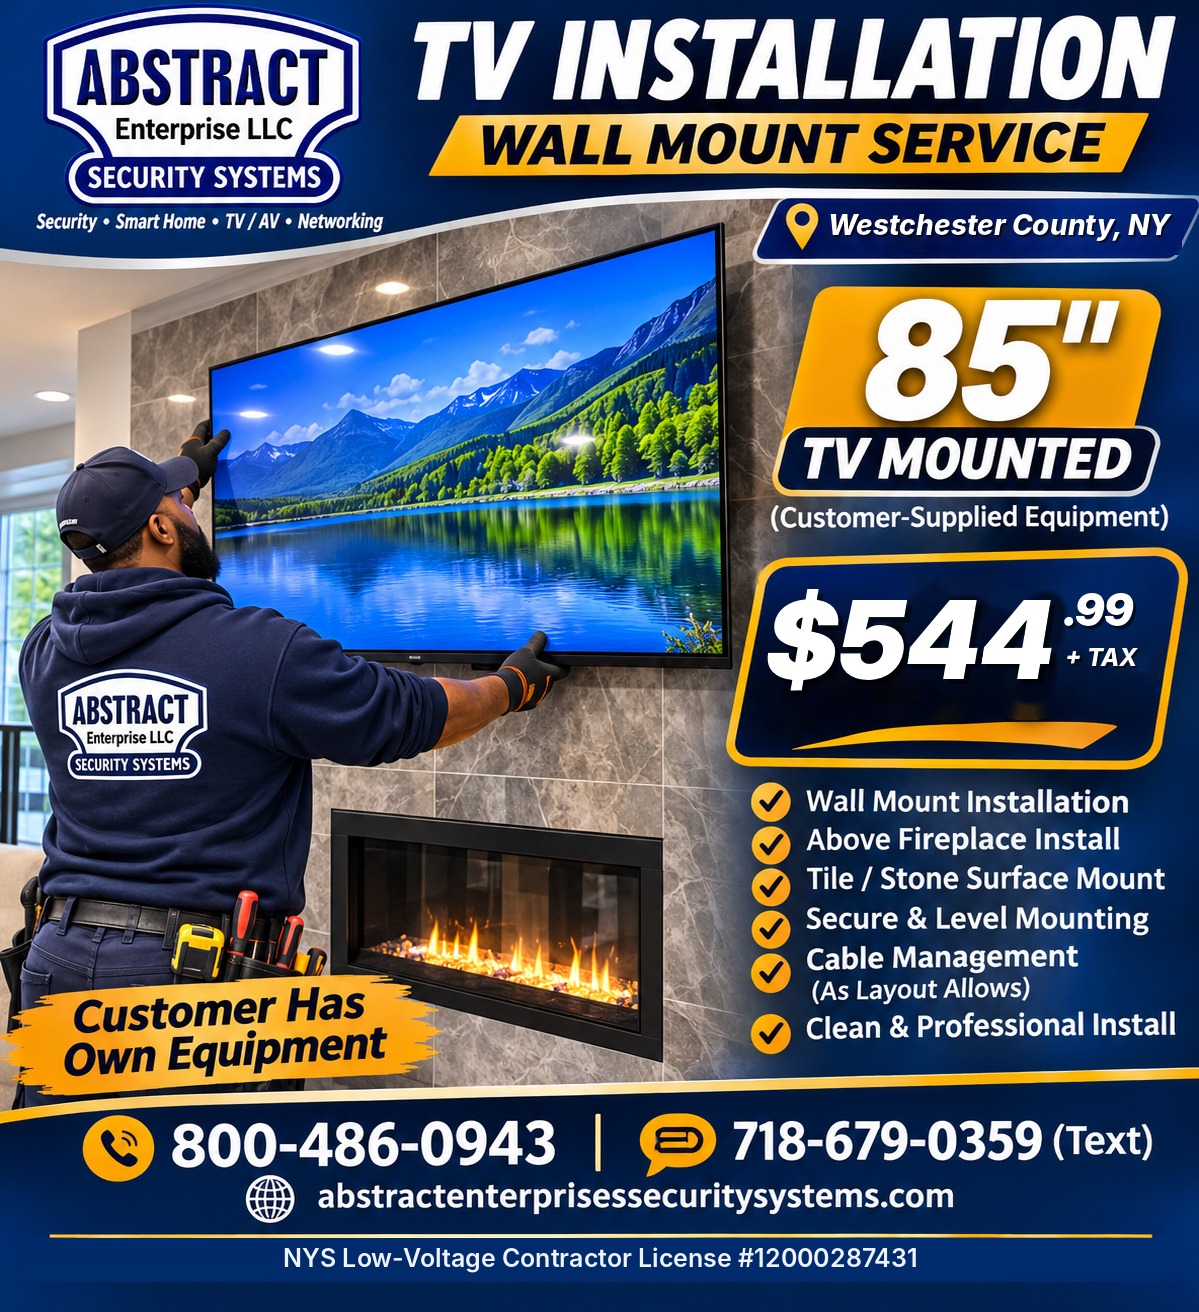 ABSTRACT
Enterprise LLC
SECURITY SYSTEMS
Security • Smart Home • TV / AV • Networking
TV INSTALLATION
WALL MOUNT SERVICE
Westchester County, NY
85"
TV MOUNTED
(Customer-Supplied Equipment)
$544.99
+ TAX
ABSTRACT
Enterprise LLC
SECURITY SYSTEMS
Wall Mount Installation
Above Fireplace Install
Tile / Stone Surface Mount
Secure & Level Mounting
Cable Management
(As Layout Allows)
Clean & Professional Install
Customer Has
Own Equipment
800-486-0943
718-679-0359 (Text)
abstractenterprisessecuritysystems.com
NYS Low-Voltage Contractor License #12000287431